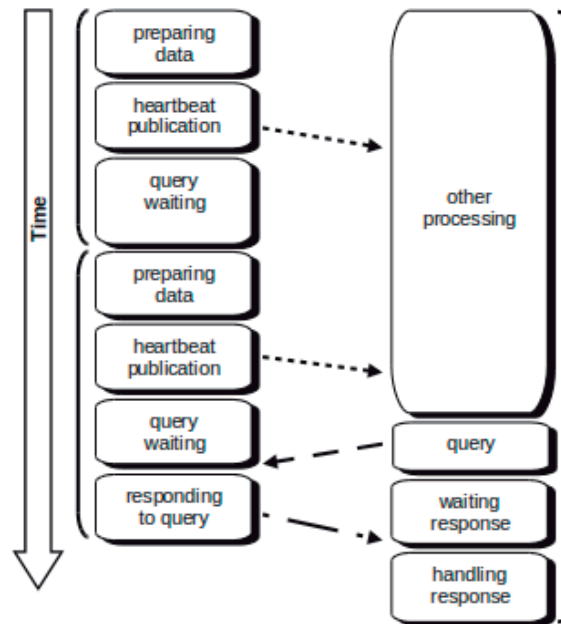 Time
preparing
data
heartbeat
publication
query
waiting
preparing
data
heartbeat
publication
query
waiting
responding
to query
other
processing
query
waiting
response
handling
response